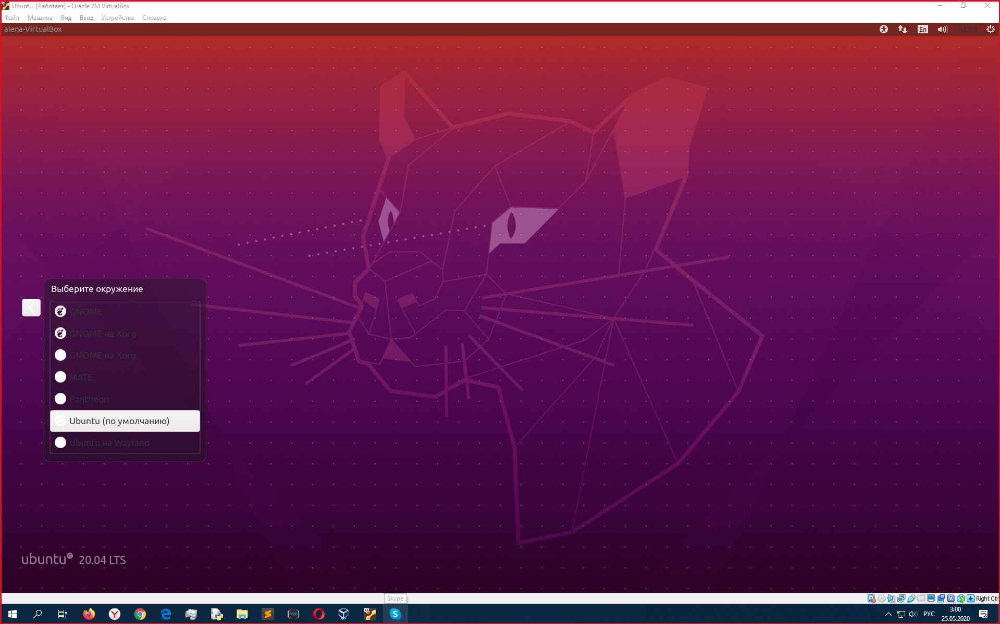 Ubuntu [Работает] - Oracle VM VirtualBox
Файл Машина Вид Ввод Устройства Справка
alena-VirtualBox En 03:00
Выберите окружение
GNOME
GNOME на Xorg
GNOME на Xorg
MATE
Pantheon
Ubuntu (по умолчанию)
Ubuntu на Wayland
ubuntu 20.04 LTS
Skype
Right Ctr
РУС
3:00
25.05.2020